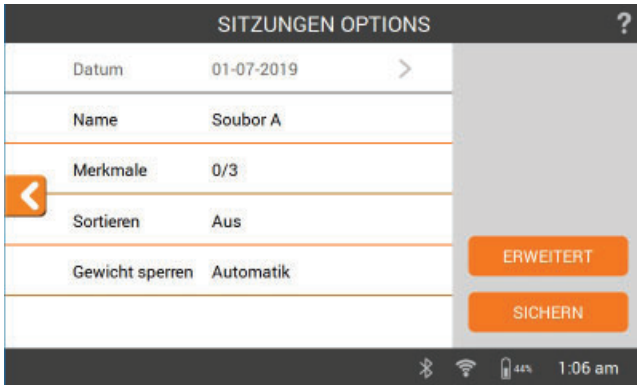 SITZUNGEN OPTIONS ?
Datum 01-07-2019
Name Soubor A
Merkmale 0/3
Sortieren Aus
Gewicht sperren Automatik
ERWEITERT
SICHERN
44% 1:06 am